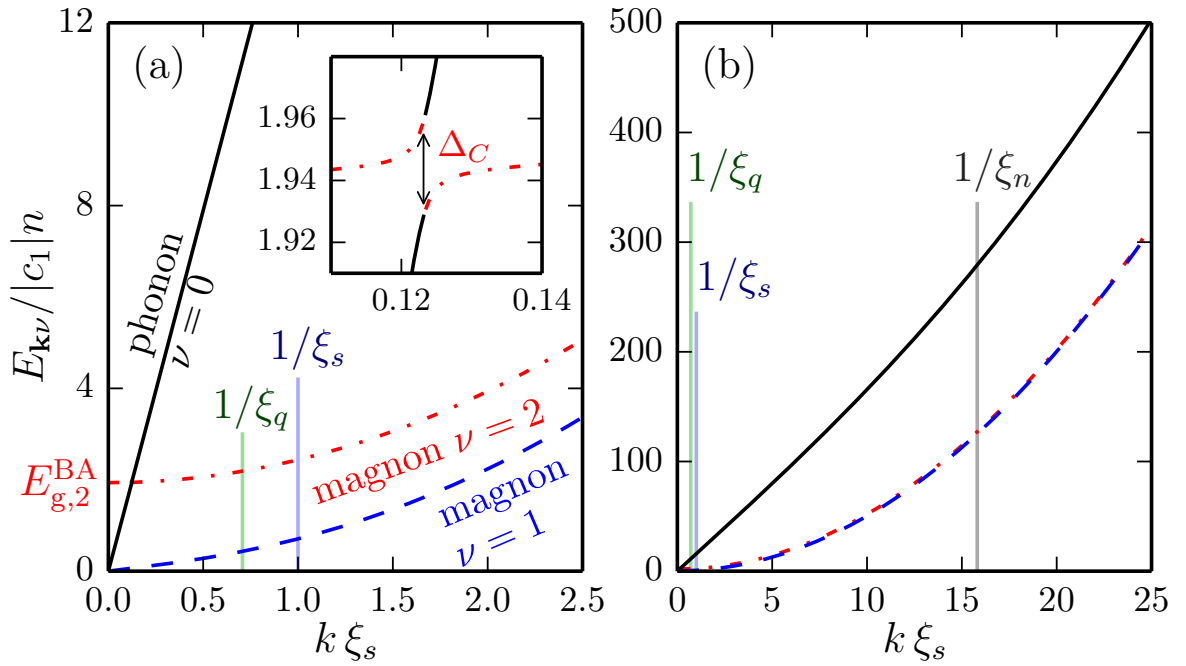 (a)
12
8
4
0
E_{kν}/|c_1|n
E_{g,2}^{BA}
phonon
ν = 0
1/ξ_q
1/ξ_s
magnon ν = 2
magnon
ν = 1
0.0 0.5 1.0 1.5 2.0 2.5
k ξ_s
1.96
1.94
1.92
Δ_C
0.12 0.14
(b)
500
400
300
200
100
0
1/ξ_q
1/ξ_s
1/ξ_n
0 5 10 15 20 25
k ξ_s